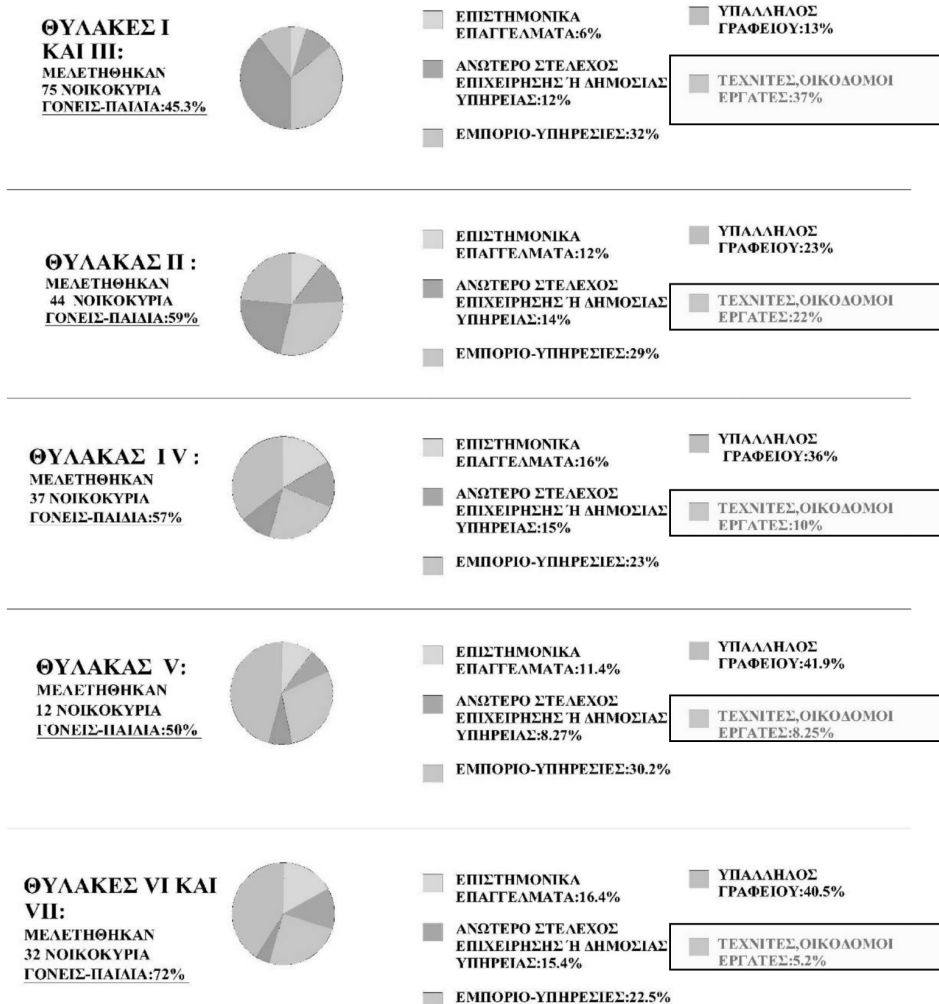 ΘΥΛΑΚΕΣ Ι
ΚΑΙ ΙΙΙ:
ΜΕΛΕΤΗΘΗΚΑΝ
75 ΝΟΙΚΟΚΥΡΙΑ
ΓΟΝΕΙΣ-ΠΑΙΔΙΑ:45.3%
ΕΠΙΣΤΗΜΟΝΙΚΑ
ΕΠΑΓΓΕΛΜΑΤΑ:6%
ΑΝΩΤΕΡΟ ΣΤΕΛΕΧΟΣ
ΕΠΙΧΕΙΡΗΣΗΣ Ή ΔΗΜΟΣΙΑΣ
ΥΠΗΡΕΙΑΣ:12%
ΕΜΠΟΡΙΟ-ΥΠΗΡΕΣΙΕΣ:32%
ΥΠΑΛΛΗΛΟΣ
ΓΡΑΦΕΙΟΥ:13%
ΤΕΧΝΙΤΕΣ,ΟΙΚΟΔΟΜΟΙ
ΕΡΓΑΤΕΣ:37%
ΘΥΛΑΚΑΣ ΙΙ :
ΜΕΛΕΤΗΘΗΚΑΝ
44 ΝΟΙΚΟΚΥΡΙΑ
ΓΟΝΕΙΣ-ΠΑΙΔΙΑ:59%
ΕΠΙΣΤΗΜΟΝΙΚΑ
ΕΠΑΓΓΕΛΜΑΤΑ:12%
ΑΝΩΤΕΡΟ ΣΤΕΛΕΧΟΣ
ΕΠΙΧΕΙΡΗΣΗΣ Ή ΔΗΜΟΣΙΑΣ
ΥΠΗΡΕΙΑΣ:14%
ΕΜΠΟΡΙΟ-ΥΠΗΡΕΣΙΕΣ:29%
ΥΠΑΛΛΗΛΟΣ
ΓΡΑΦΕΙΟΥ:23%
ΤΕΧΝΙΤΕΣ,ΟΙΚΟΔΟΜΟΙ
ΕΡΓΑΤΕΣ:22%
ΘΥΛΑΚΑΣ Ι V :
ΜΕΛΕΤΗΘΗΚΑΝ
37 ΝΟΙΚΟΚΥΡΙΑ
ΓΟΝΕΙΣ-ΠΑΙΔΙΑ:57%
ΕΠΙΣΤΗΜΟΝΙΚΑ
ΕΠΑΓΓΕΛΜΑΤΑ:16%
ΑΝΩΤΕΡΟ ΣΤΕΛΕΧΟΣ
ΕΠΙΧΕΙΡΗΣΗΣ Ή ΔΗΜΟΣΙΑΣ
ΥΠΗΡΕΙΑΣ:15%
ΕΜΠΟΡΙΟ-ΥΠΗΡΕΣΙΕΣ:23%
ΥΠΑΛΛΗΛΟΣ
ΓΡΑΦΕΙΟΥ:36%
ΤΕΧΝΙΤΕΣ,ΟΙΚΟΔΟΜΟΙ
ΕΡΓΑΤΕΣ:10%
ΘΥΛΑΚΑΣ V:
ΜΕΛΕΤΗΘΗΚΑΝ
12 ΝΟΙΚΟΚΥΡΙΑ
ΓΟΝΕΙΣ-ΠΑΙΔΙΑ:50%
ΕΠΙΣΤΗΜΟΝΙΚΑ
ΕΠΑΓΓΕΛΜΑΤΑ:11.4%
ΑΝΩΤΕΡΟ ΣΤΕΛΕΧΟΣ
ΕΠΙΧΕΙΡΗΣΗΣ Ή ΔΗΜΟΣΙΑΣ
ΥΠΗΡΕΙΑΣ:8.27%
ΕΜΠΟΡΙΟ-ΥΠΗΡΕΣΙΕΣ:30.2%
ΥΠΑΛΛΗΛΟΣ
ΓΡΑΦΕΙΟΥ:41.9%
ΤΕΧΝΙΤΕΣ,ΟΙΚΟΔΟΜΟΙ
ΕΡΓΑΤΕΣ:8.25%
ΘΥΛΑΚΕΣ VI ΚΑΙ
VII:
ΜΕΛΕΤΗΘΗΚΑΝ
32 ΝΟΙΚΟΚΥΡΙΑ
ΓΟΝΕΙΣ-ΠΑΙΔΙΑ:72%
ΕΠΙΣΤΗΜΟΝΙΚΑ
ΕΠΑΓΓΕΛΜΑΤΑ:16.4%
ΑΝΩΤΕΡΟ ΣΤΕΛΕΧΟΣ
ΕΠΙΧΕΙΡΗΣΗΣ Ή ΔΗΜΟΣΙΑΣ
ΥΠΗΡΕΙΑΣ:15.4%
ΕΜΠΟΡΙΟ-ΥΠΗΡΕΣΙΕΣ:22.5%
ΥΠΑΛΛΗΛΟΣ
ΓΡΑΦΕΙΟΥ:40.5%
ΤΕΧΝΙΤΕΣ,ΟΙΚΟΔΟΜΟΙ
ΕΡΓΑΤΕΣ:5.2%